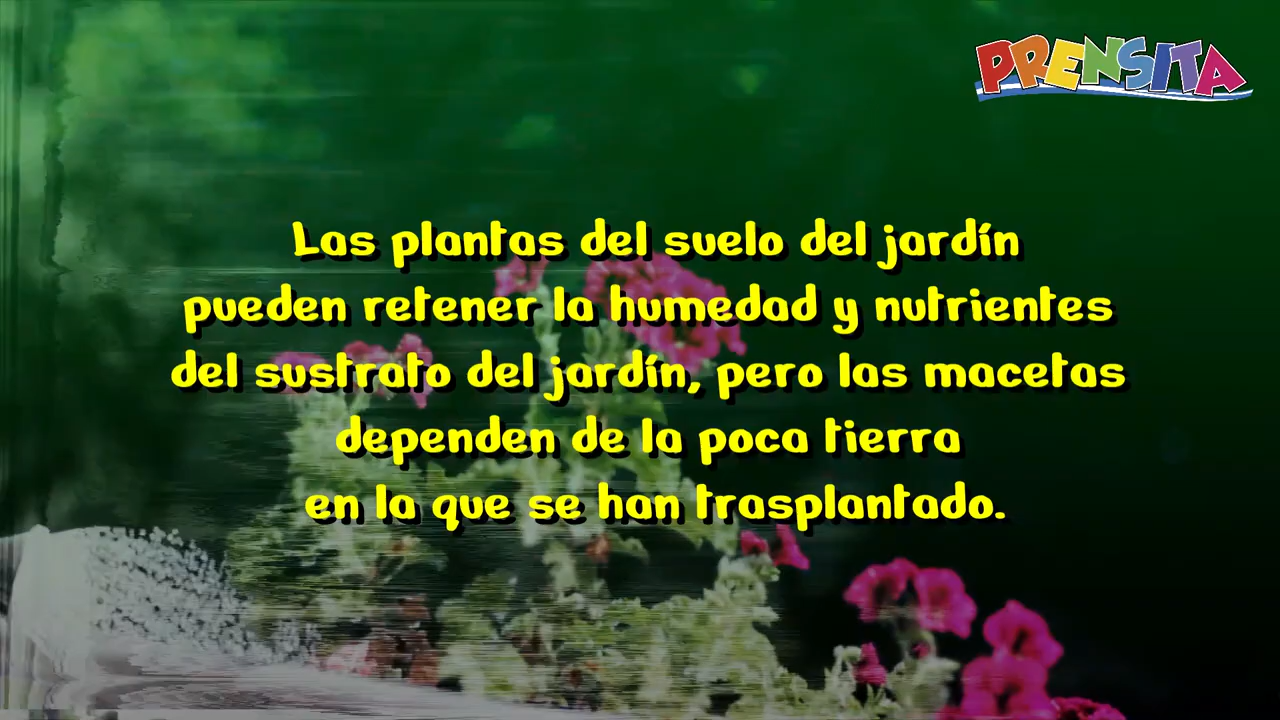 PRENSITA
Las plantas del suelo del jardín
pueden retener la humedad y nutrientes
del sustrato del jardín, pero las macetas
dependen de la poca tierra
en la que se han trasplantado.